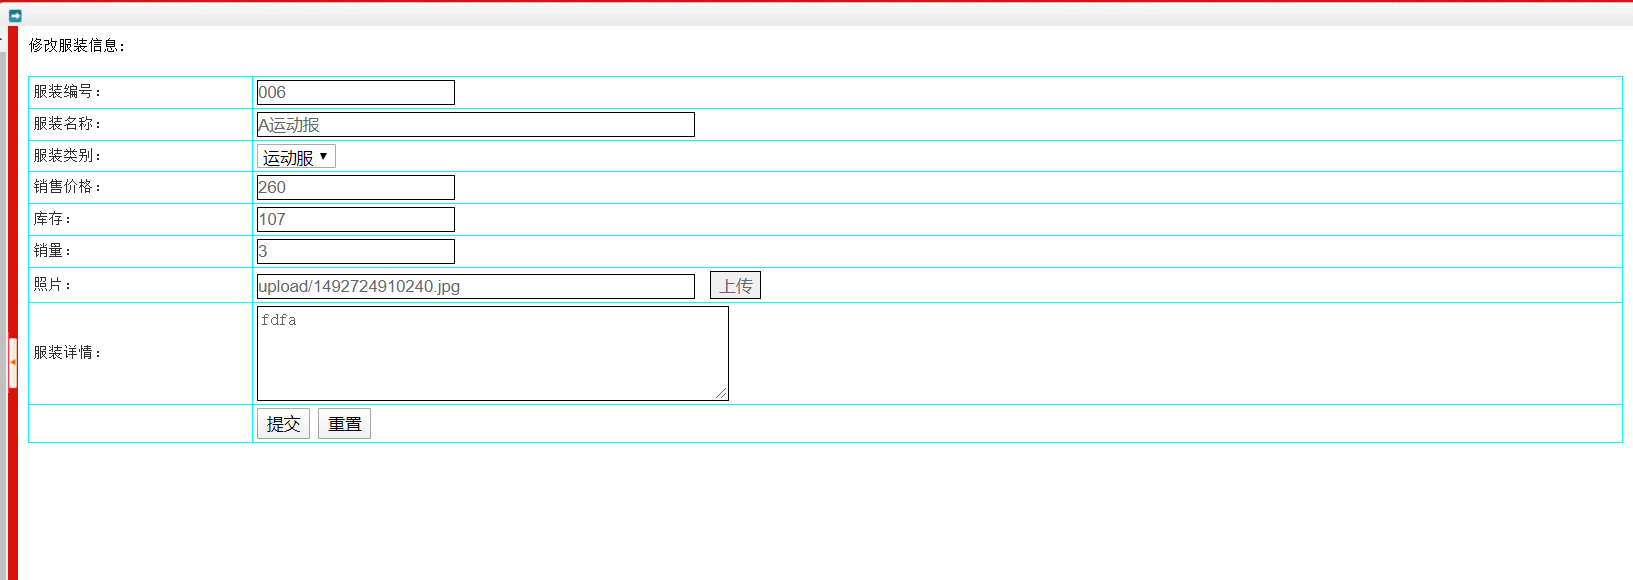 修改服装信息：
服装编号： 006
服装名称： A运动报
服装类别： 运动服
销售价格： 260
库存： 107
销量： 3
照片： upload/1492724910240.jpg 上传
服装详情： fdfa
提交 重置